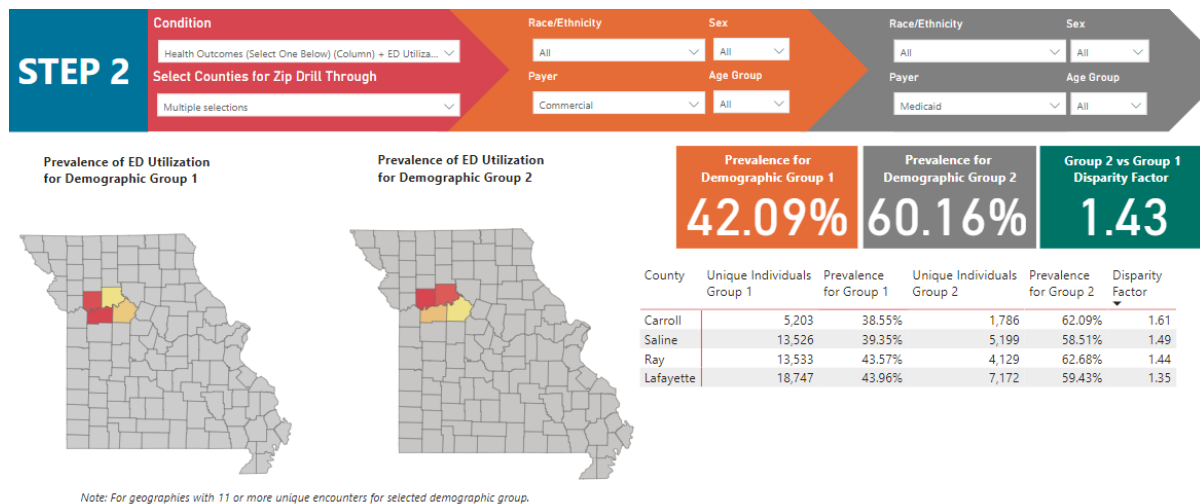 STEP 2
Condition
Health Outcomes (Select One Below) (Column) + ED Utiliza...
Select Counties for Zip Drill Through
Multiple selections
Race/Ethnicity
Sex
All
All
Payer
Age Group
Commercial
All
Race/Ethnicity
Sex
All
All
Payer
Age Group
Medicaid
All
Prevalence of ED Utilization
for Demographic Group 1
Prevalence of ED Utilization
for Demographic Group 2
Prevalence for
Demographic Group 1
42.09%
Prevalence for
Demographic Group 2
60.16%
Group 2 vs Group 1
Disparity Factor
1.43
County Unique Individuals Group 1 Prevalence for Group 1 Unique Individuals Group 2 Prevalence for Group 2 Disparity Factor
Carroll 5,203 38.55% 1,786 62.09% 1.61
Saline 13,526 39.35% 5,199 58.51% 1.49
Ray 13,533 43.57% 4,129 62.68% 1.44
Lafayette 18,747 43.96% 7,172 59.43% 1.35
Note: For geographies with 11 or more unique encounters for selected demographic group.